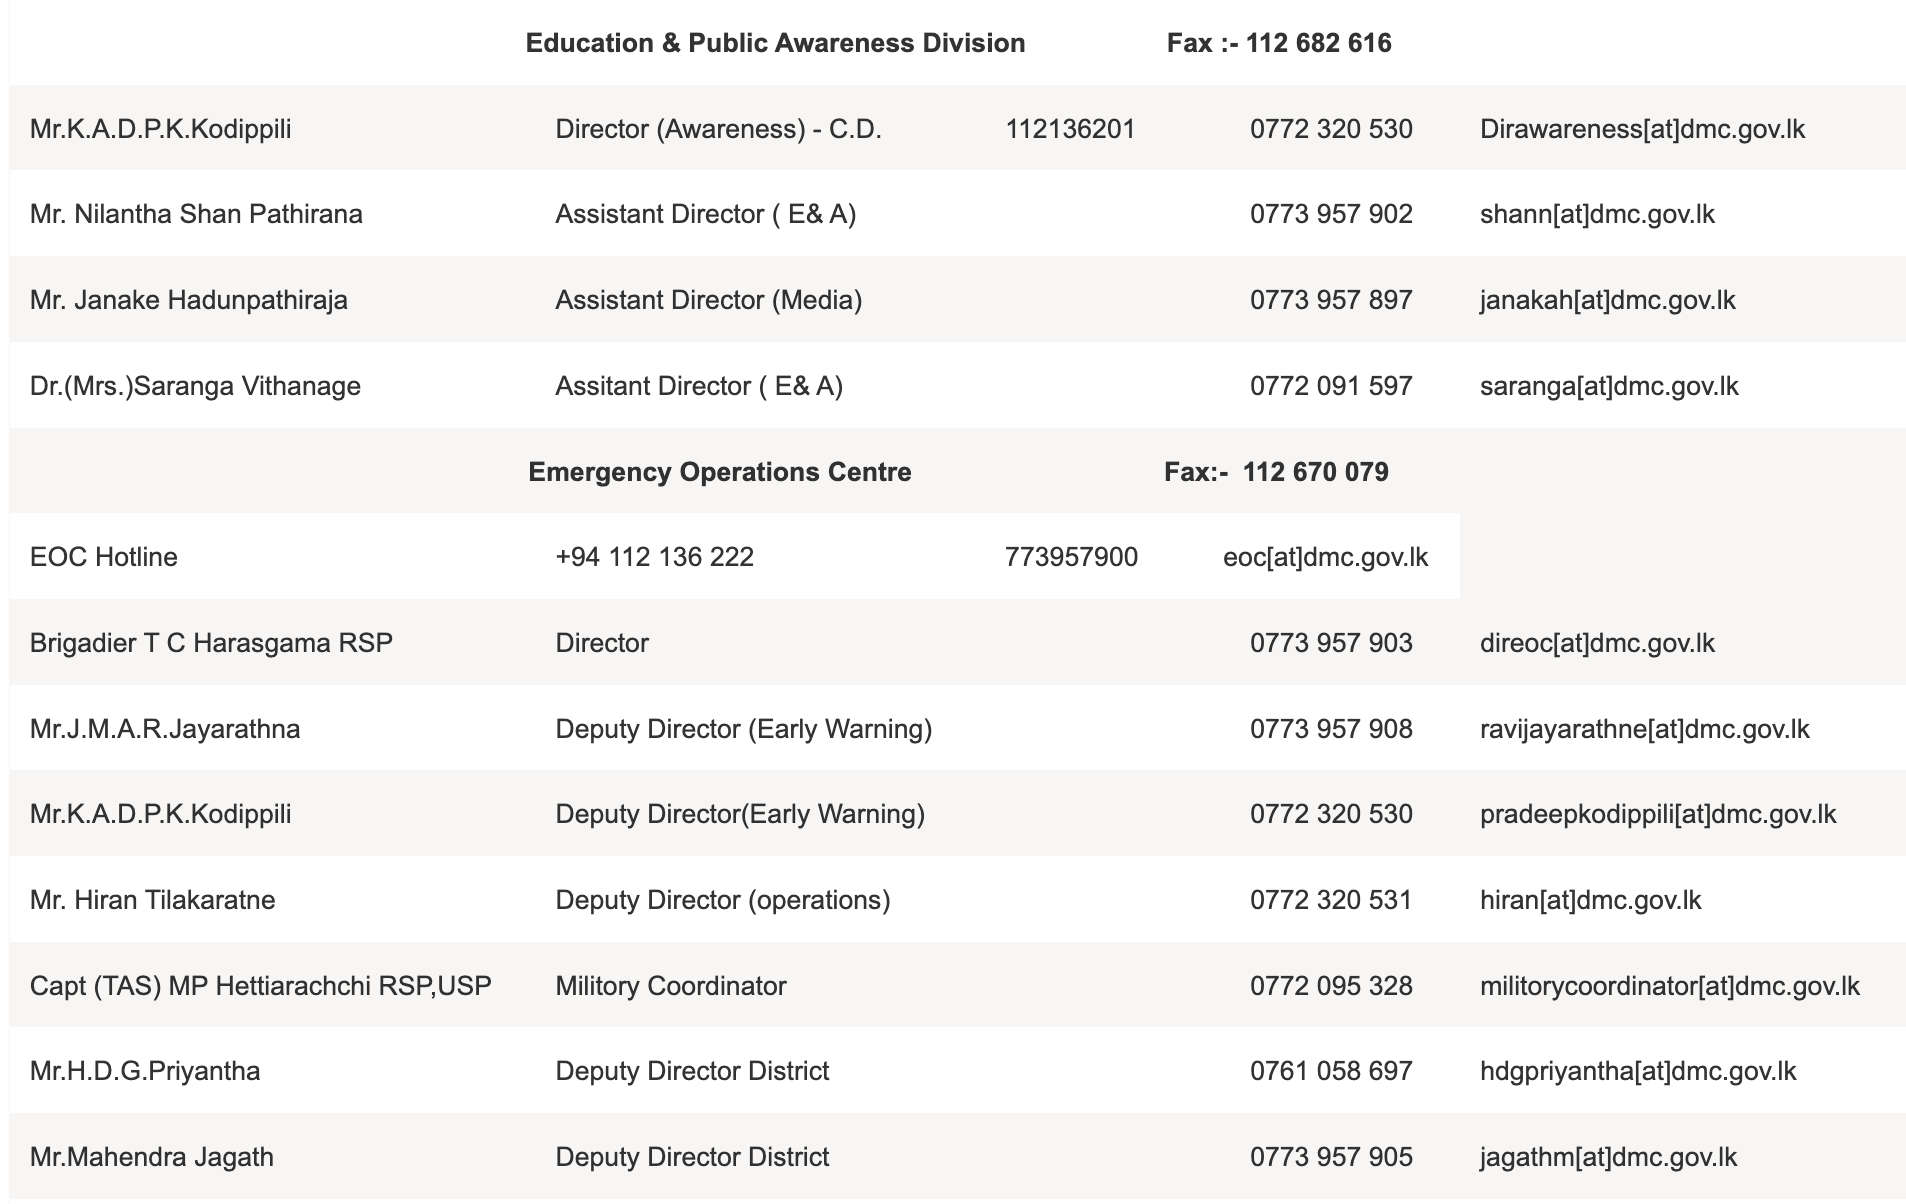 Education & Public Awareness Division Fax :- 112 682 616
Mr.K.A.D.P.K.Kodippili Director (Awareness) - C.D. 112136201 0772 320 530 Dirawareness[at]dmc.gov.lk
Mr. Nilantha Shan Pathirana Assistant Director ( E& A) 0773 957 902 shann[at]dmc.gov.lk
Mr. Janake Hadunpathiraja Assistant Director (Media) 0773 957 897 janakah[at]dmc.gov.lk
Dr.(Mrs.)Saranga Vithanage Assitant Director ( E& A) 0772 091 597 saranga[at]dmc.gov.lk
Emergency Operations Centre Fax:- 112 670 079
EOC Hotline +94 112 136 222 773957900 eoc[at]dmc.gov.lk
Brigadier T C Harasgama RSP Director 0773 957 903 direoc[at]dmc.gov.lk
Mr.J.M.A.R.Jayarathna Deputy Director (Early Warning) 0773 957 908 ravijayarathne[at]dmc.gov.lk
Mr.K.A.D.P.K.Kodippili Deputy Director(Early Warning) 0772 320 530 pradeepkodippili[at]dmc.gov.lk
Mr. Hiran Tilakaratne Deputy Director (operations) 0772 320 531 hiran[at]dmc.gov.lk
Capt (TAS) MP Hettiarachchi RSP,USP Military Coordinator 0772 095 328 militorycoordinator[at]dmc.gov.lk
Mr.H.D.G.Priyantha Deputy Director District 0761 058 697 hdgpriyantha[at]dmc.gov.lk
Mr.Mahendra Jagath Deputy Director District 0773 957 905 jagathm[at]dmc.gov.lk